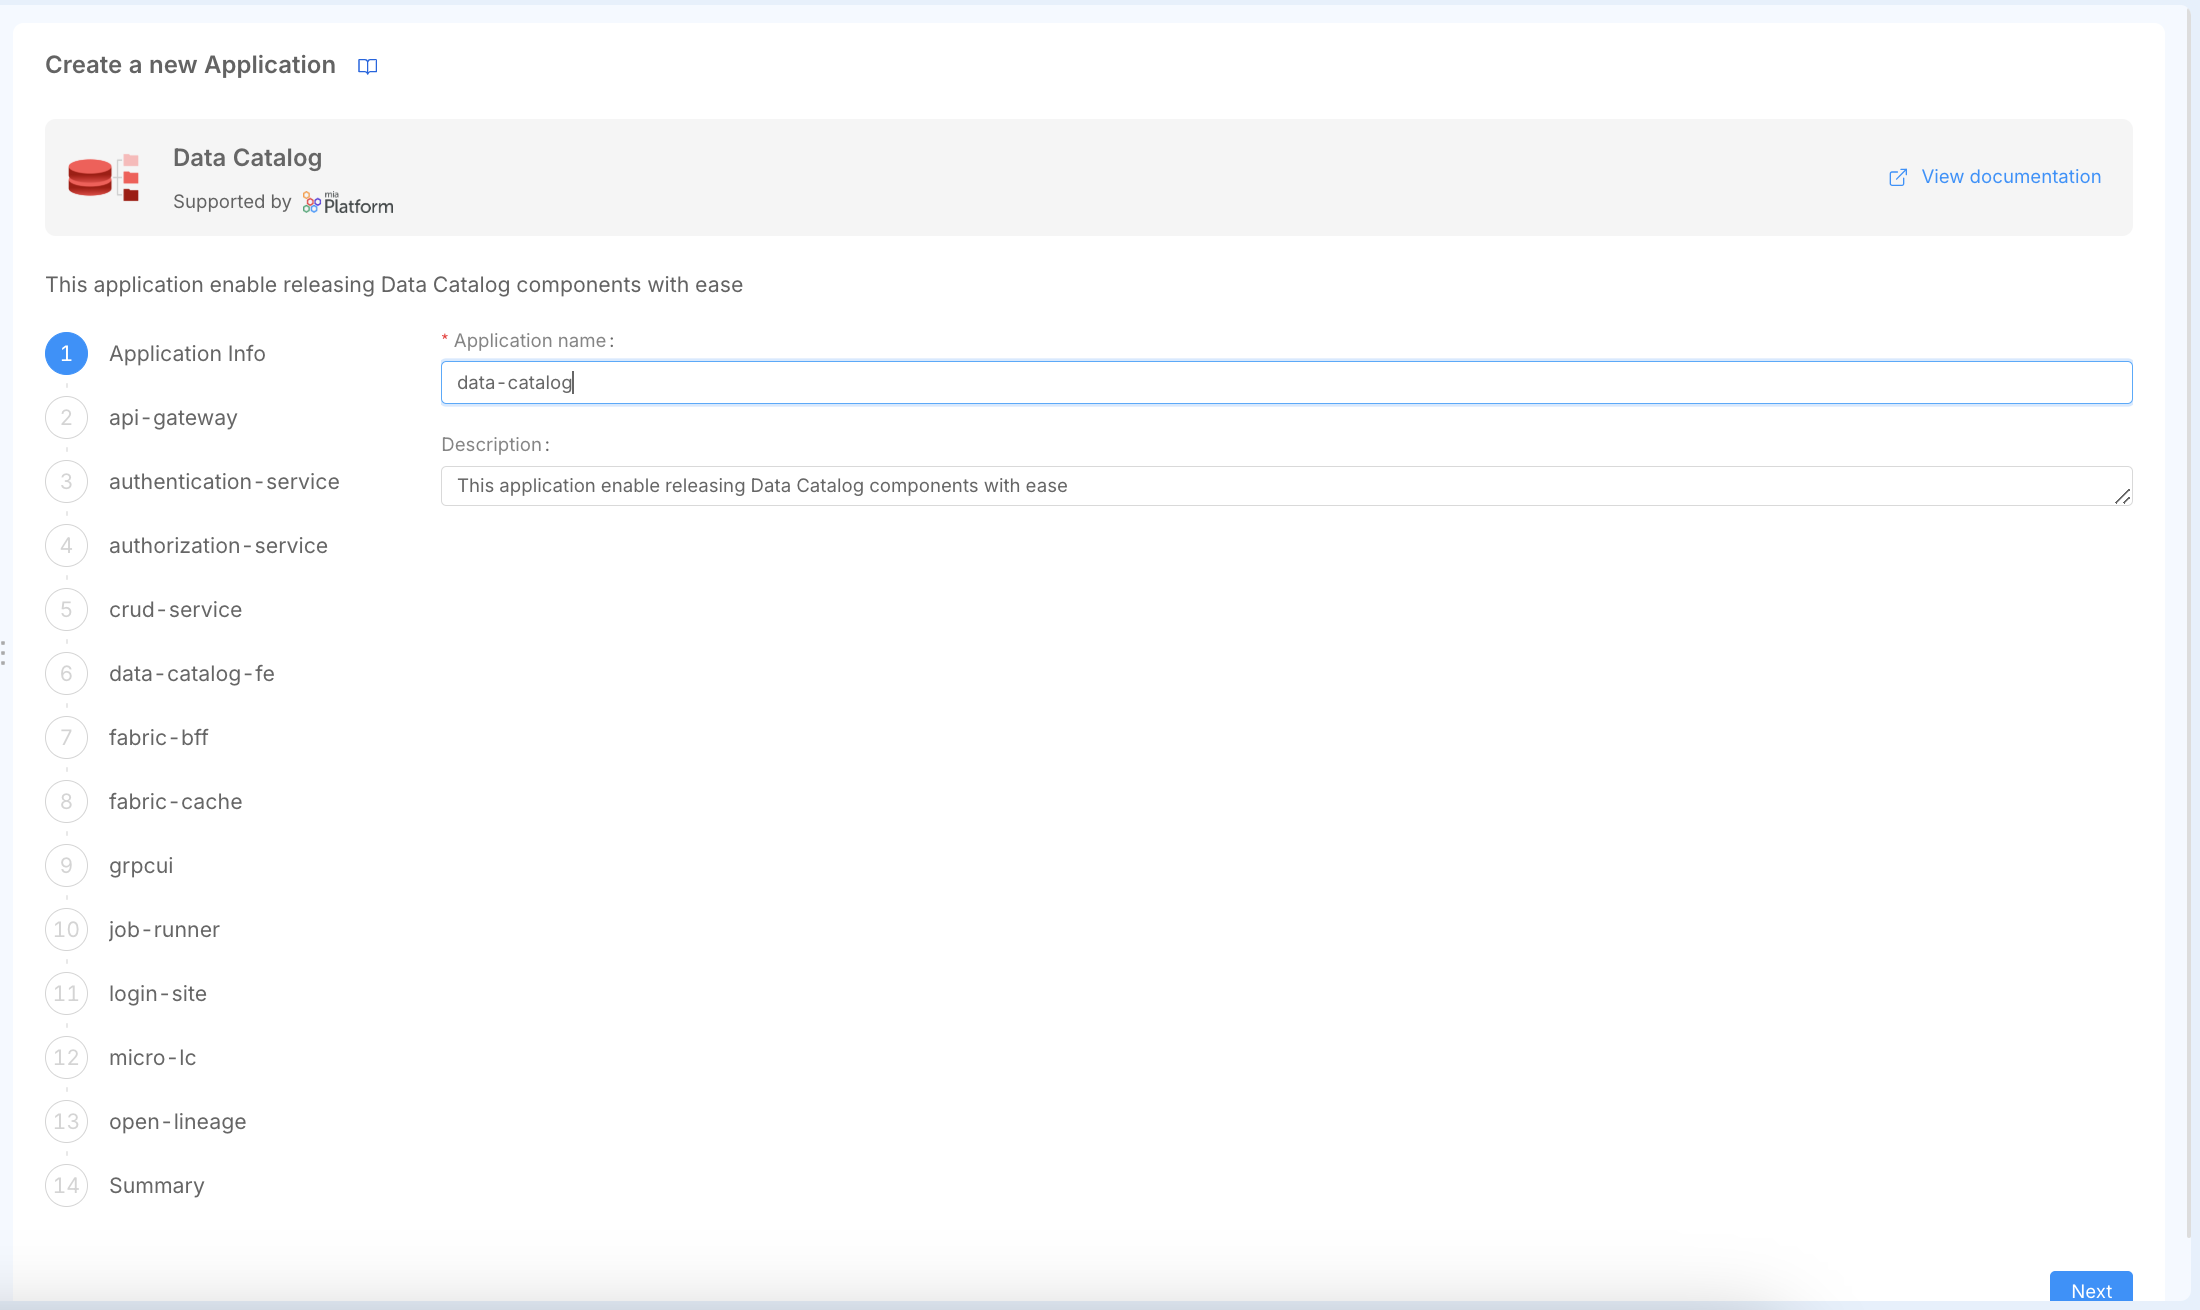 Create a new Application
Data Catalog
Supported by mia Platform
View documentation
This application enable releasing Data Catalog components with ease
1 Application Info
2 api-gateway
3 authentication-service
4 authorization-service
5 crud-service
6 data-catalog-fe
7 fabric-bff
8 fabric-cache
9 grpcui
10 job-runner
11 login-site
12 micro-lc
13 open-lineage
14 Summary
* Application name:
data-catalog
Description:
This application enable releasing Data Catalog components with ease
Next